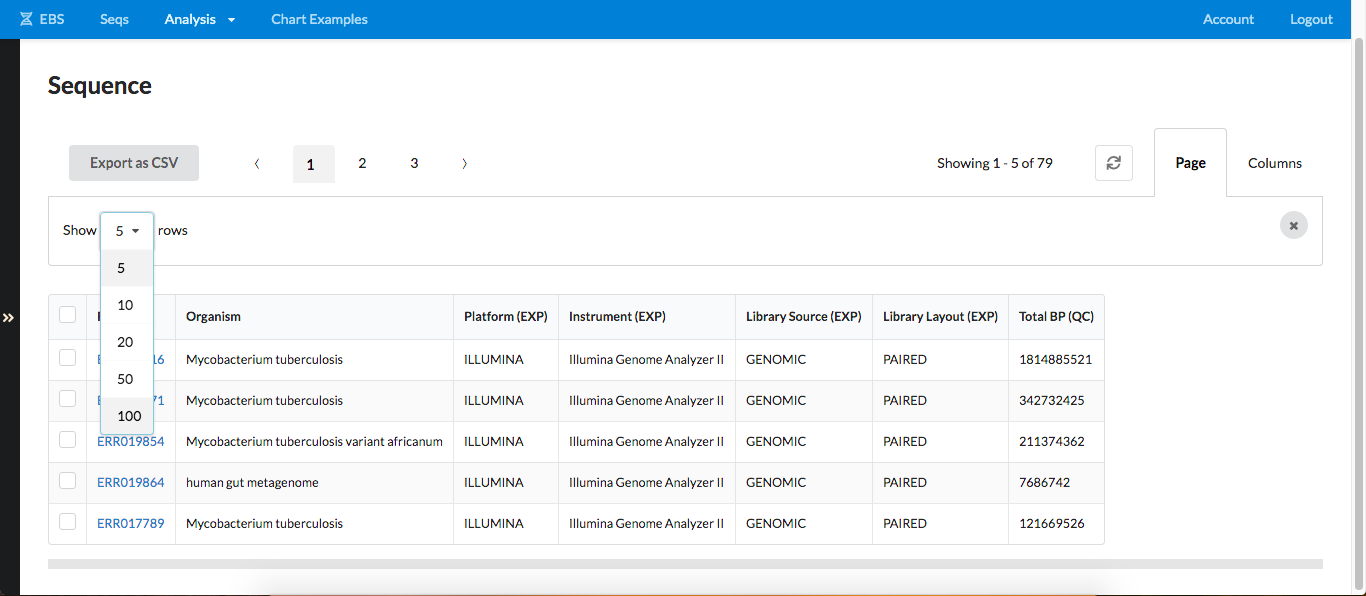 EBS Seqs Analysis Chart Examples Account Logout
Sequence
Export as CSV 1 2 3 Showing 1 - 5 of 79 Page Columns
Show 5 rows
5
10
20
50
100
Organism Platform (EXP) Instrument (EXP) Library Source (EXP) Library Layout (EXP) Total BP (QC)
16 Mycobacterium tuberculosis ILLUMINA Illumina Genome Analyzer II GENOMIC PAIRED 1814885521
71 Mycobacterium tuberculosis ILLUMINA Illumina Genome Analyzer II GENOMIC PAIRED 342732425
ERR019854 Mycobacterium tuberculosis variant africanum ILLUMINA Illumina Genome Analyzer II GENOMIC PAIRED 211374362
ERR019864 human gut metagenome ILLUMINA Illumina Genome Analyzer II GENOMIC PAIRED 7686742
ERR017789 Mycobacterium tuberculosis ILLUMINA Illumina Genome Analyzer II GENOMIC PAIRED 121669526